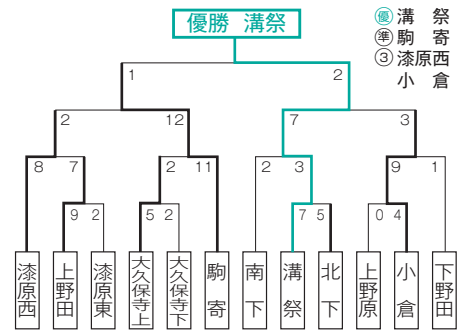 優勝 溝祭
優 溝 祭
準 駒 寄
③ 漆原西
小 倉
1 2
2 12 7 3
8 7 2 11 2 3 9 1
9 2 5 2 7 5 0 4
漆原西
上野田
漆原東
大久保寺上
大久保寺下
駒寄
南下
溝祭
北下
上野原
小倉
下野田